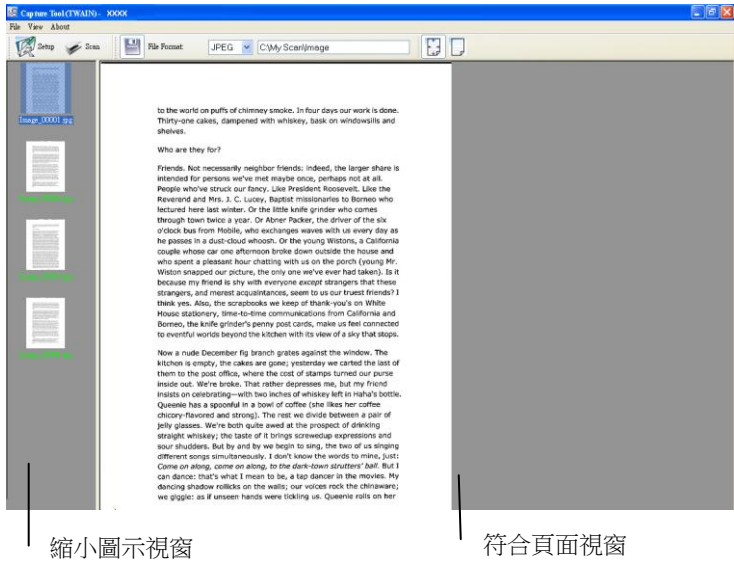 Capture Tool(TWAIN) - XXXX
File View About
Setup Scan File Format JPEG C:\My Scan\Image
Image_00001.jpg
to the world on puffs of chimney smoke. In four days our work is done.
Thirty-one cakes, dampened with whiskey, bask on windowsills and
shelves.
Who are they for?
Friends. Not necessarily neighbor friends: indeed, the larger share is
intended for persons we've met maybe once, perhaps not at all.
People who've struck our fancy. Like President Roosevelt. Like the
Reverend and Mrs. J. C. Lucey, Baptist missionaries to Borneo who
lectured here last winter. Or the little knife grinder who comes
through town twice a year. Or Abner Packer, the driver of the six
o'clock bus from Mobile, who exchanges waves with us every day as
he passes in a dust-cloud whoosh. Or the young Wistons, a California
couple whose car one afternoon broke down outside the house and
who spent a pleasant hour chatting with us on the porch (young Mr.
Wiston snapped our picture, the only one we've ever had taken). Is it
because my friend is shy with everyone except strangers that these
strangers, and merest acquaintances, seem to us our truest friends? I
think yes. Also, the scrapbooks we keep of thank-you's on White
House stationery, time-to-time communications from California and
Borneo, the knife grinder's penny post cards, make us feel connected
to eventful worlds beyond the kitchen with its view of a sky that stops.
Now a nude December fig branch grates against the window. The
kitchen is empty, the cakes are gone; yesterday we carted the last of
them to the post office, where the cost of stamps turned our purse
inside out. We're broke. That rather depresses me, but my friend
insists on celebrating—with two inches of whiskey left in Haha's bottle.
Queenie has a spoonful in a bowl of coffee (she likes her coffee
chicory-flavored and strong). The rest we divide between a pair of
jelly glasses. We're both quite awed at the prospect of drinking
straight whiskey; the taste of it brings screwedup expressions and
sour shudders. But by and by we begin to sing, the two of us singing
different songs simultaneously. I don't know the words to mine, just:
Come on along, come on along, to the dark-town strutters' ball. But I
can dance: that's what I mean to be, a tap dancer in the movies. My
dancing shadow rollicks on the walls; our voices rock the chinaware;
we giggle: as if unseen hands were tickling us. Queenie rolls on her
縮小圖示視窗
符合頁面視窗